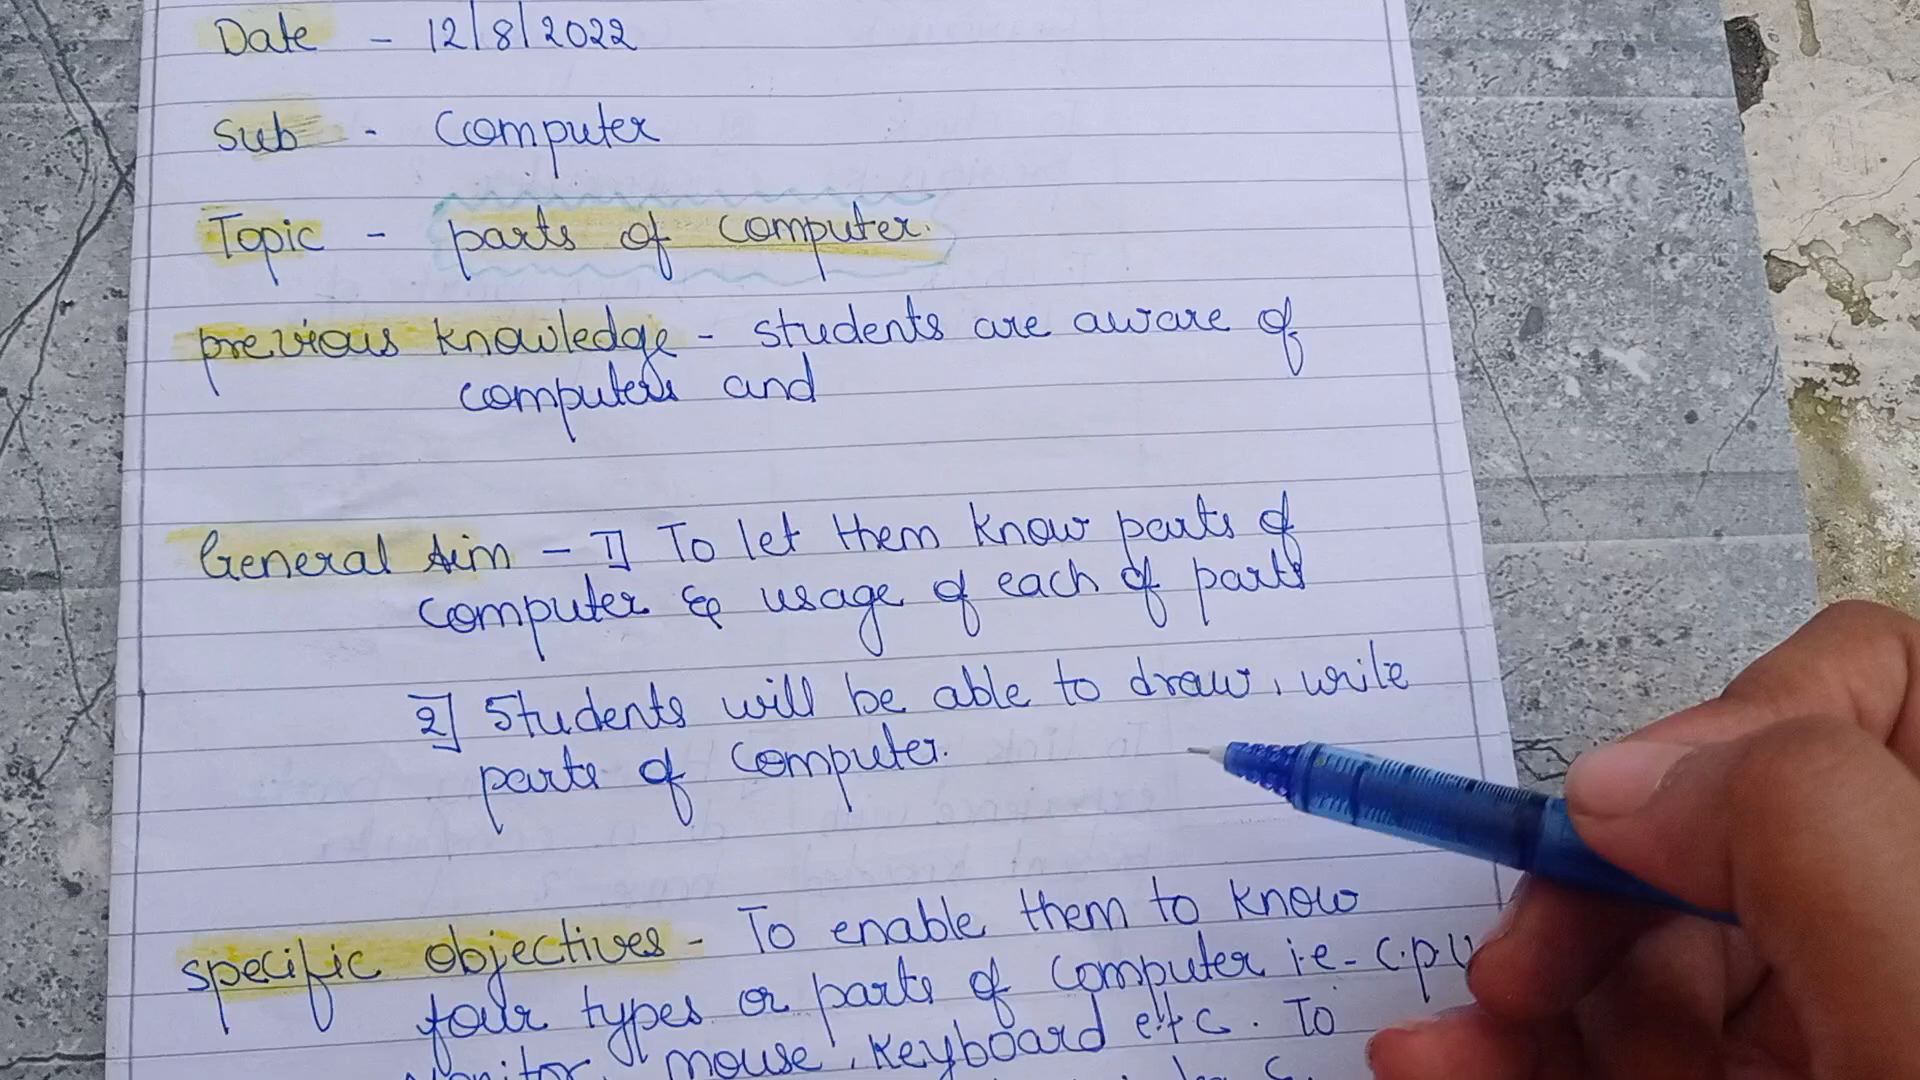 Date - 12/8/2022
Sub - Computer
Topic - parts of computer.
previous knowledge - students are aware of
computers and
General Aim - 1] To let them know parts of
computer & usage of each of parts
2] Students will be able to draw, write
parts of computer.
specific objectives - To enable them to know
four types or parts of computer i.e - c.p.u
Monitor, mouse, keyboard etc. To